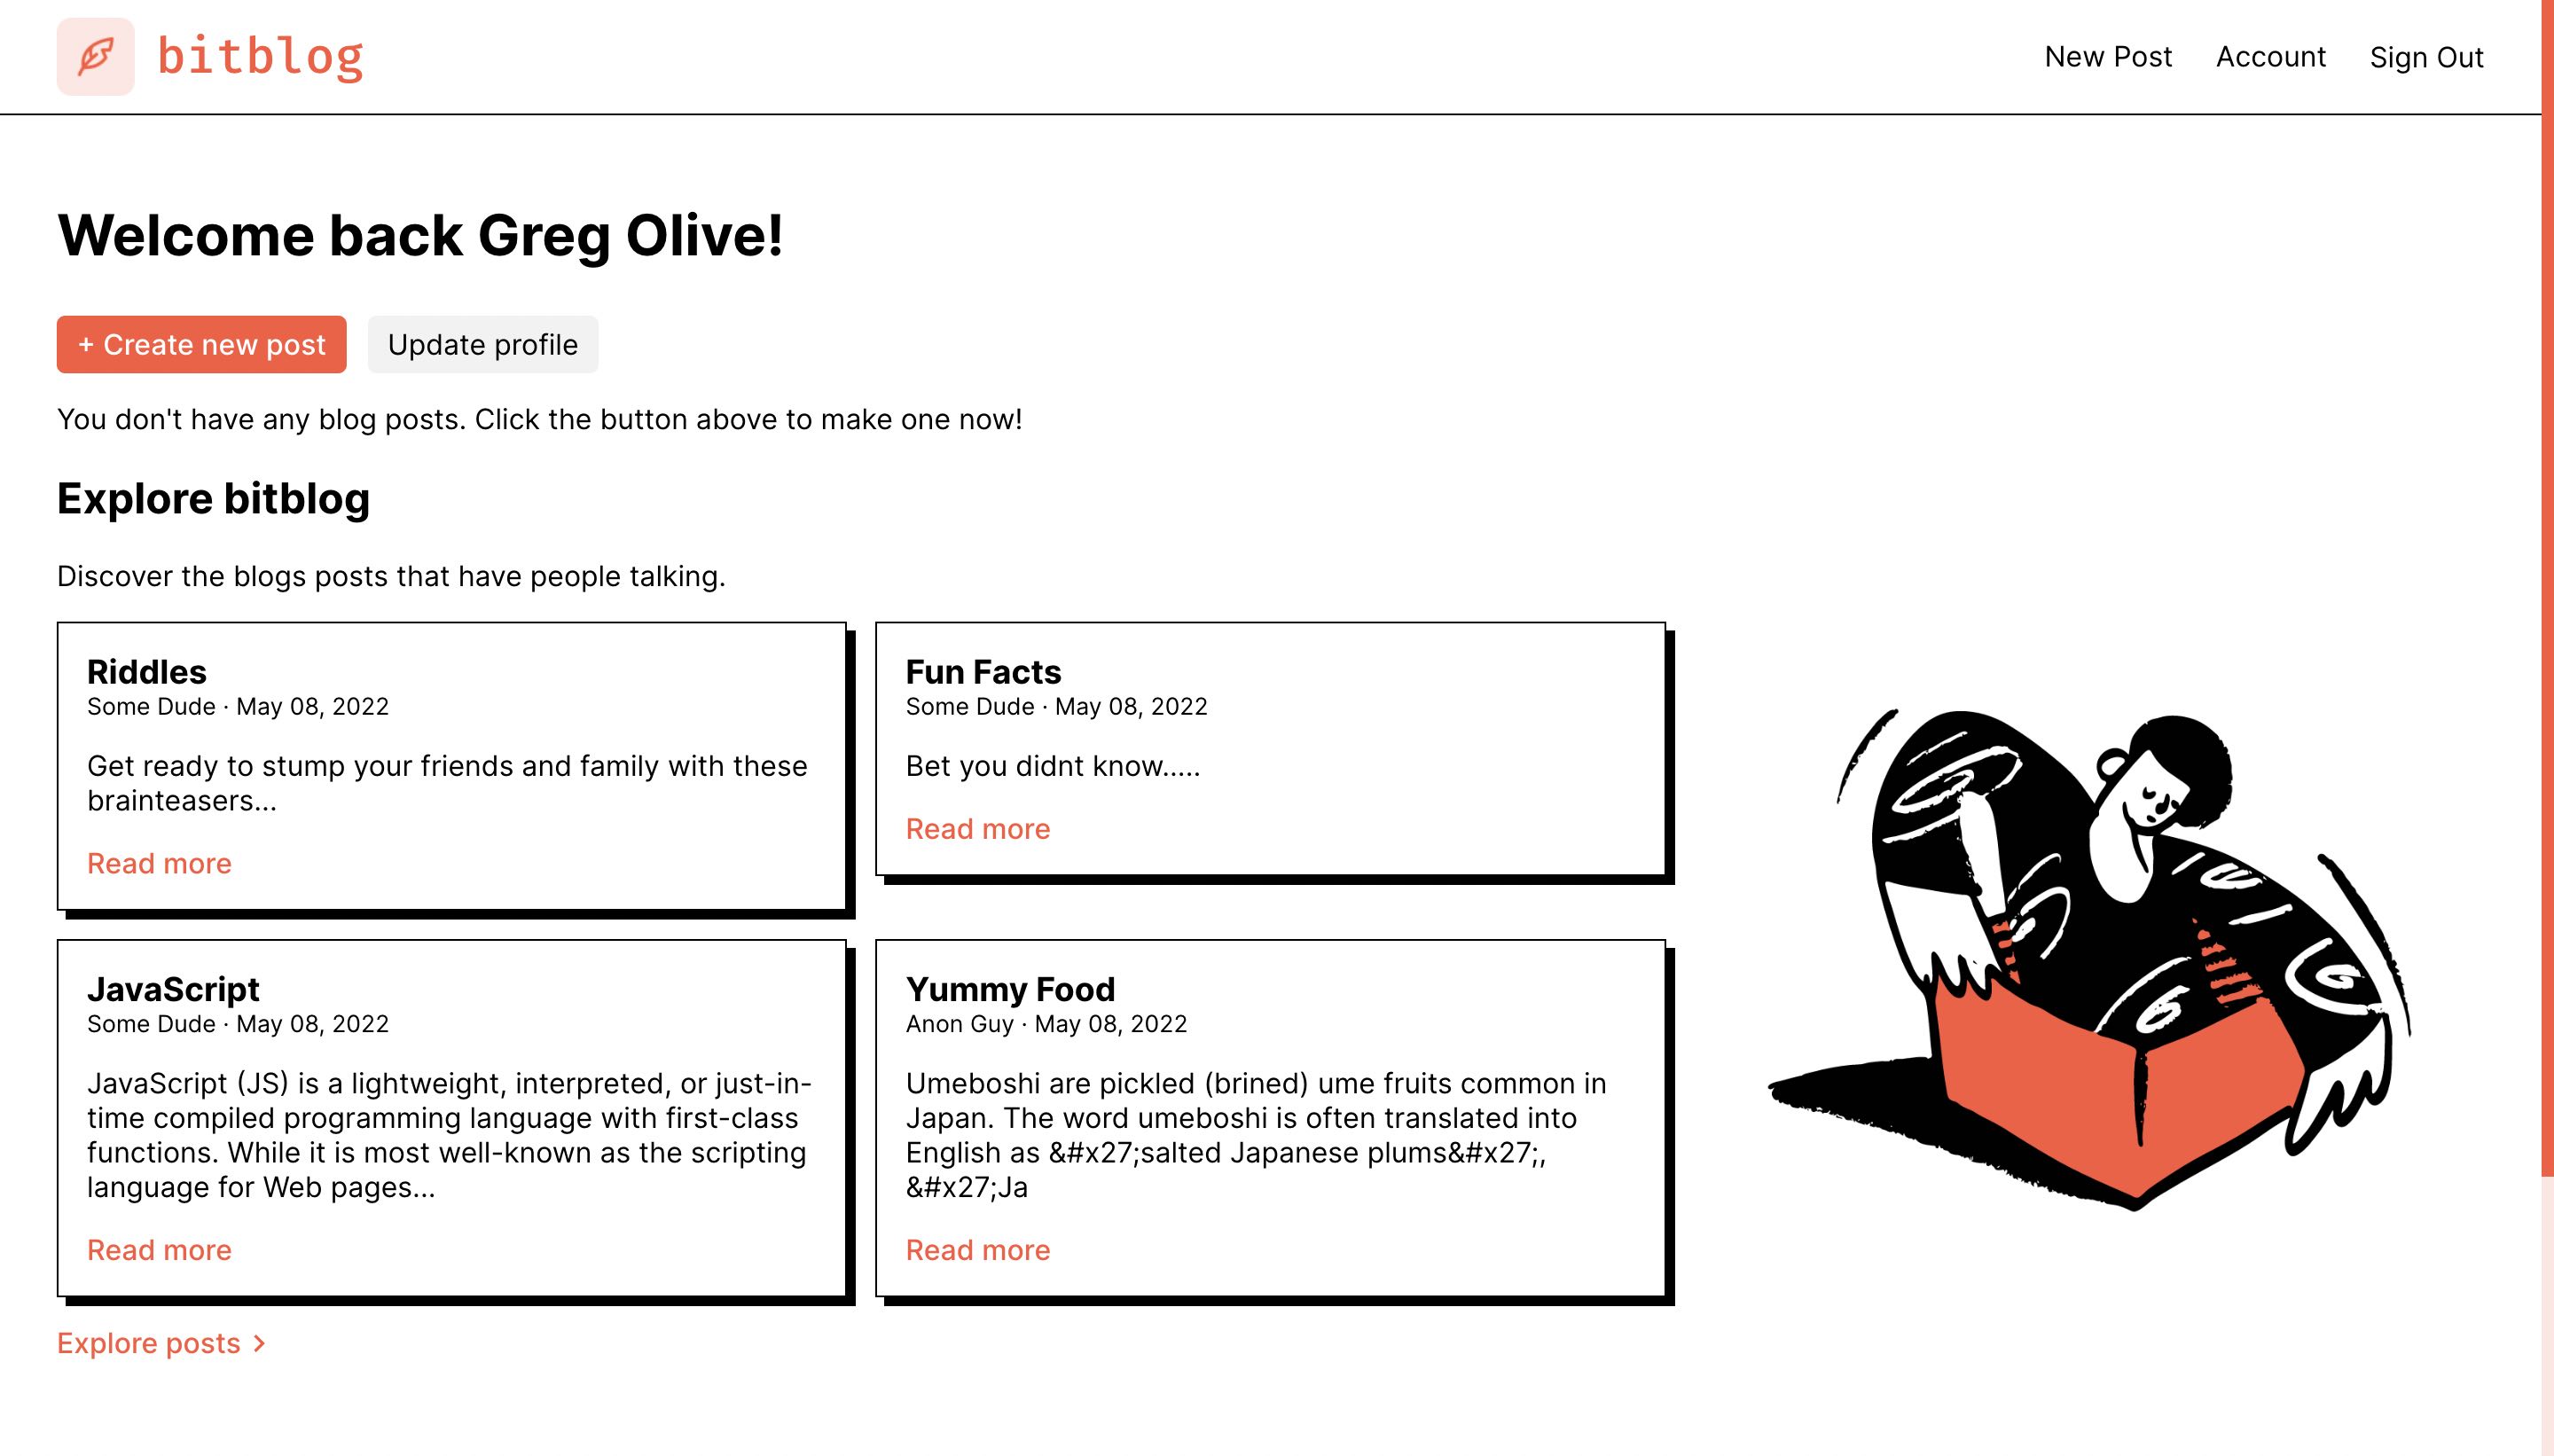 bitblog
New Post
Account
Sign Out
Welcome back Greg Olive!
+ Create new post
Update profile
You don't have any blog posts. Click the button above to make one now!
Explore bitblog
Discover the blogs posts that have people talking.
Riddles
Some Dude · May 08, 2022
Get ready to stump your friends and family with these
brainteasers...
Read more
Fun Facts
Some Dude · May 08, 2022
Bet you didnt know.....
Read more
JavaScript
Some Dude · May 08, 2022
JavaScript (JS) is a lightweight, interpreted, or just-in-
time compiled programming language with first-class
functions. While it is most well-known as the scripting
language for Web pages...
Read more
Yummy Food
Anon Guy · May 08, 2022
Umeboshi are pickled (brined) ume fruits common in
Japan. The word umeboshi is often translated into
English as &#x27;salted Japanese plums&#x27;,
&#x27;Ja
Read more
Explore posts >